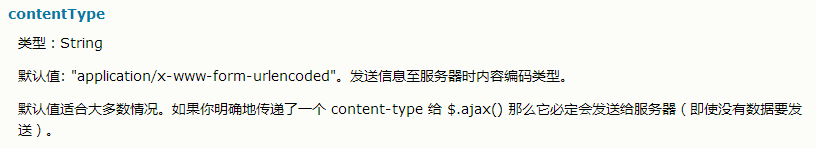 contentType
类型：String
默认值: "application/x-www-form-urlencoded"。发送信息至服务器时内容编码类型。
默认值适合大多数情况。如果你明确地传递了一个 content-type 给 $.ajax() 那么它必定会发送给服务器（即使没有数据要发
送）。